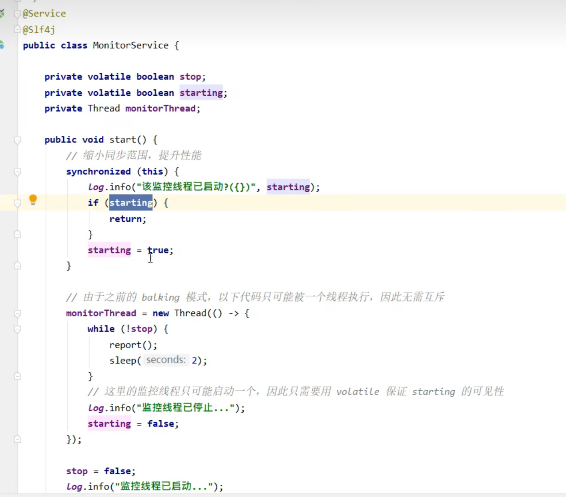 @Service
@Slf4j
public class MonitorService {
private volatile boolean stop;
private volatile boolean starting;
private Thread monitorThread;
public void start() {
// 缩小同步范围，提升性能
synchronized (this) {
log.info("该监控线程已启动?({})", starting);
if (starting) {
return;
}
starting = true;
}
// 由于之前的 balking 模式，以下代码只可能被一个线程执行，因此无需互斥
monitorThread = new Thread(() -> {
while (!stop) {
report();
sleep( seconds: 2);
}
// 这里的监控线程只可能启动一个，因此只需要用 volatile 保证 starting 的可见性
log.info("监控线程已停止...");
starting = false;
});
stop = false;
log.info("监控线程已启动...");